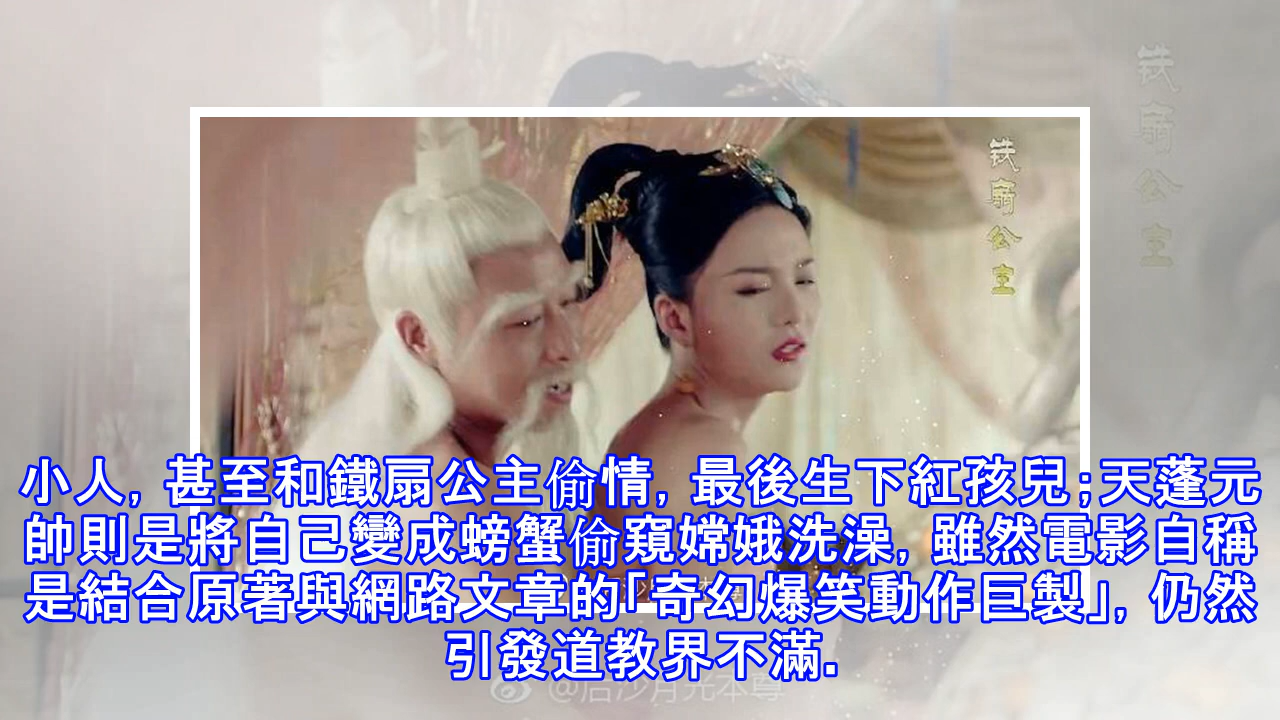 铁扇公主
铁扇公主
小人, 甚至和鐵扇公主偷情, 最後生下紅孩兒;天蓬元
帥則是將自己變成螃蟹偷窺嫦娥洗澡, 雖然電影自稱
是結合原著與網路文章的「奇幻爆笑動作巨製」, 仍然
引發道教界不滿.